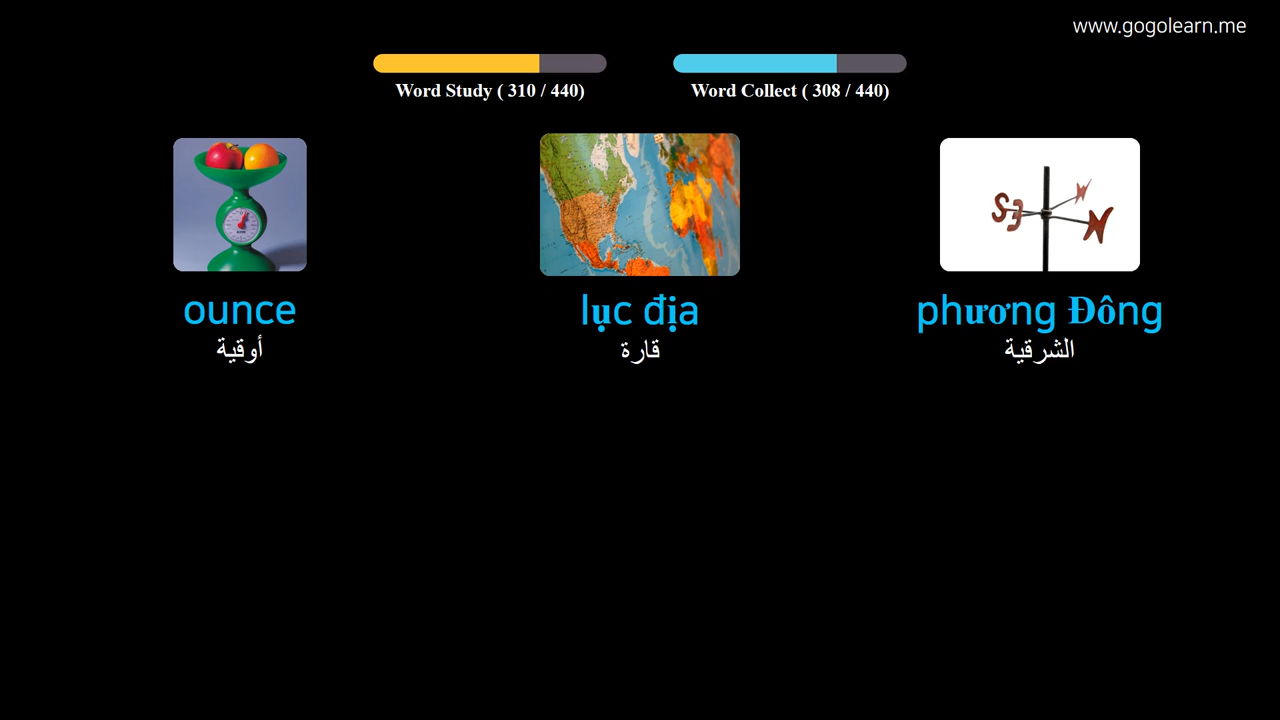 www.gogolearn.me
Word Study ( 310 / 440)
Word Collect ( 308 / 440)
ounce
أوقية
lục địa
قارة
phương Đông
الشرقية